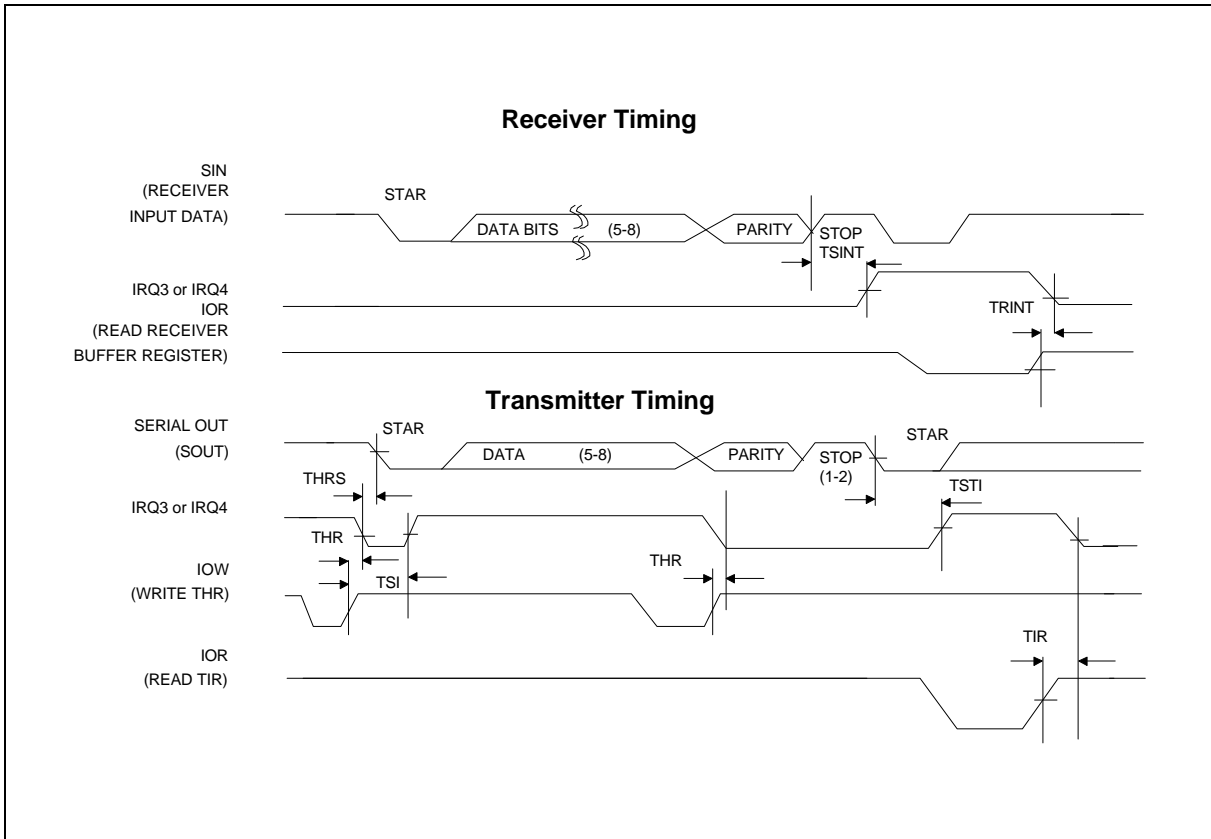 Receiver Timing
SIN
(RECEIVER
INPUT DATA)
STAR
DATA BITS (5-8)
PARITY
STOP
TSINT
IRQ3 or IRQ4
IOR
(READ RECEIVER
BUFFER REGISTER)
TRINT
Transmitter Timing
SERIAL OUT
(SOUT)
STAR
DATA (5-8)
PARITY
STOP
(1-2)
STAR
THRS
TSTI
IRQ3 or IRQ4
THR
THR
IOW
(WRITE THR)
TSI
TIR
IOR
(READ TIR)